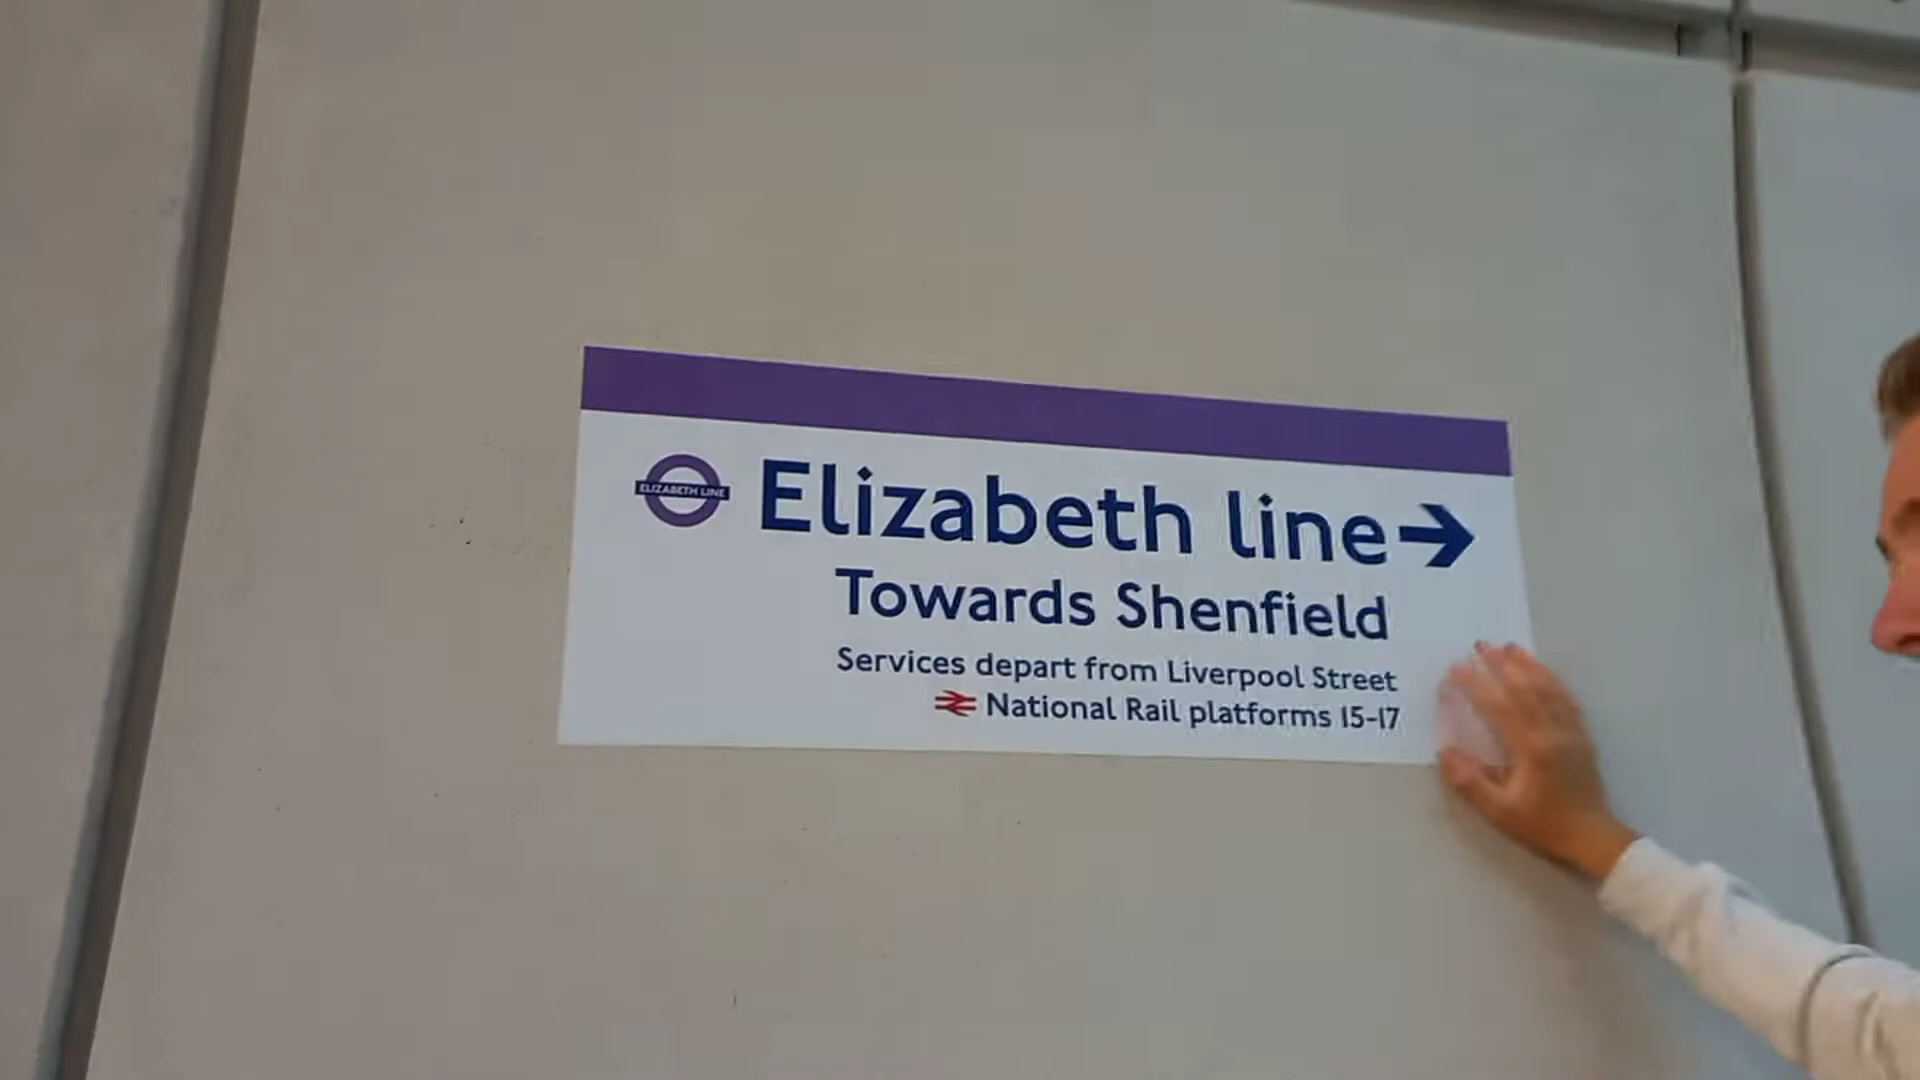 ELIZABETH LINE
Elizabeth line→
Towards Shenfield
Services depart from Liverpool Street
National Rail platforms 15-17